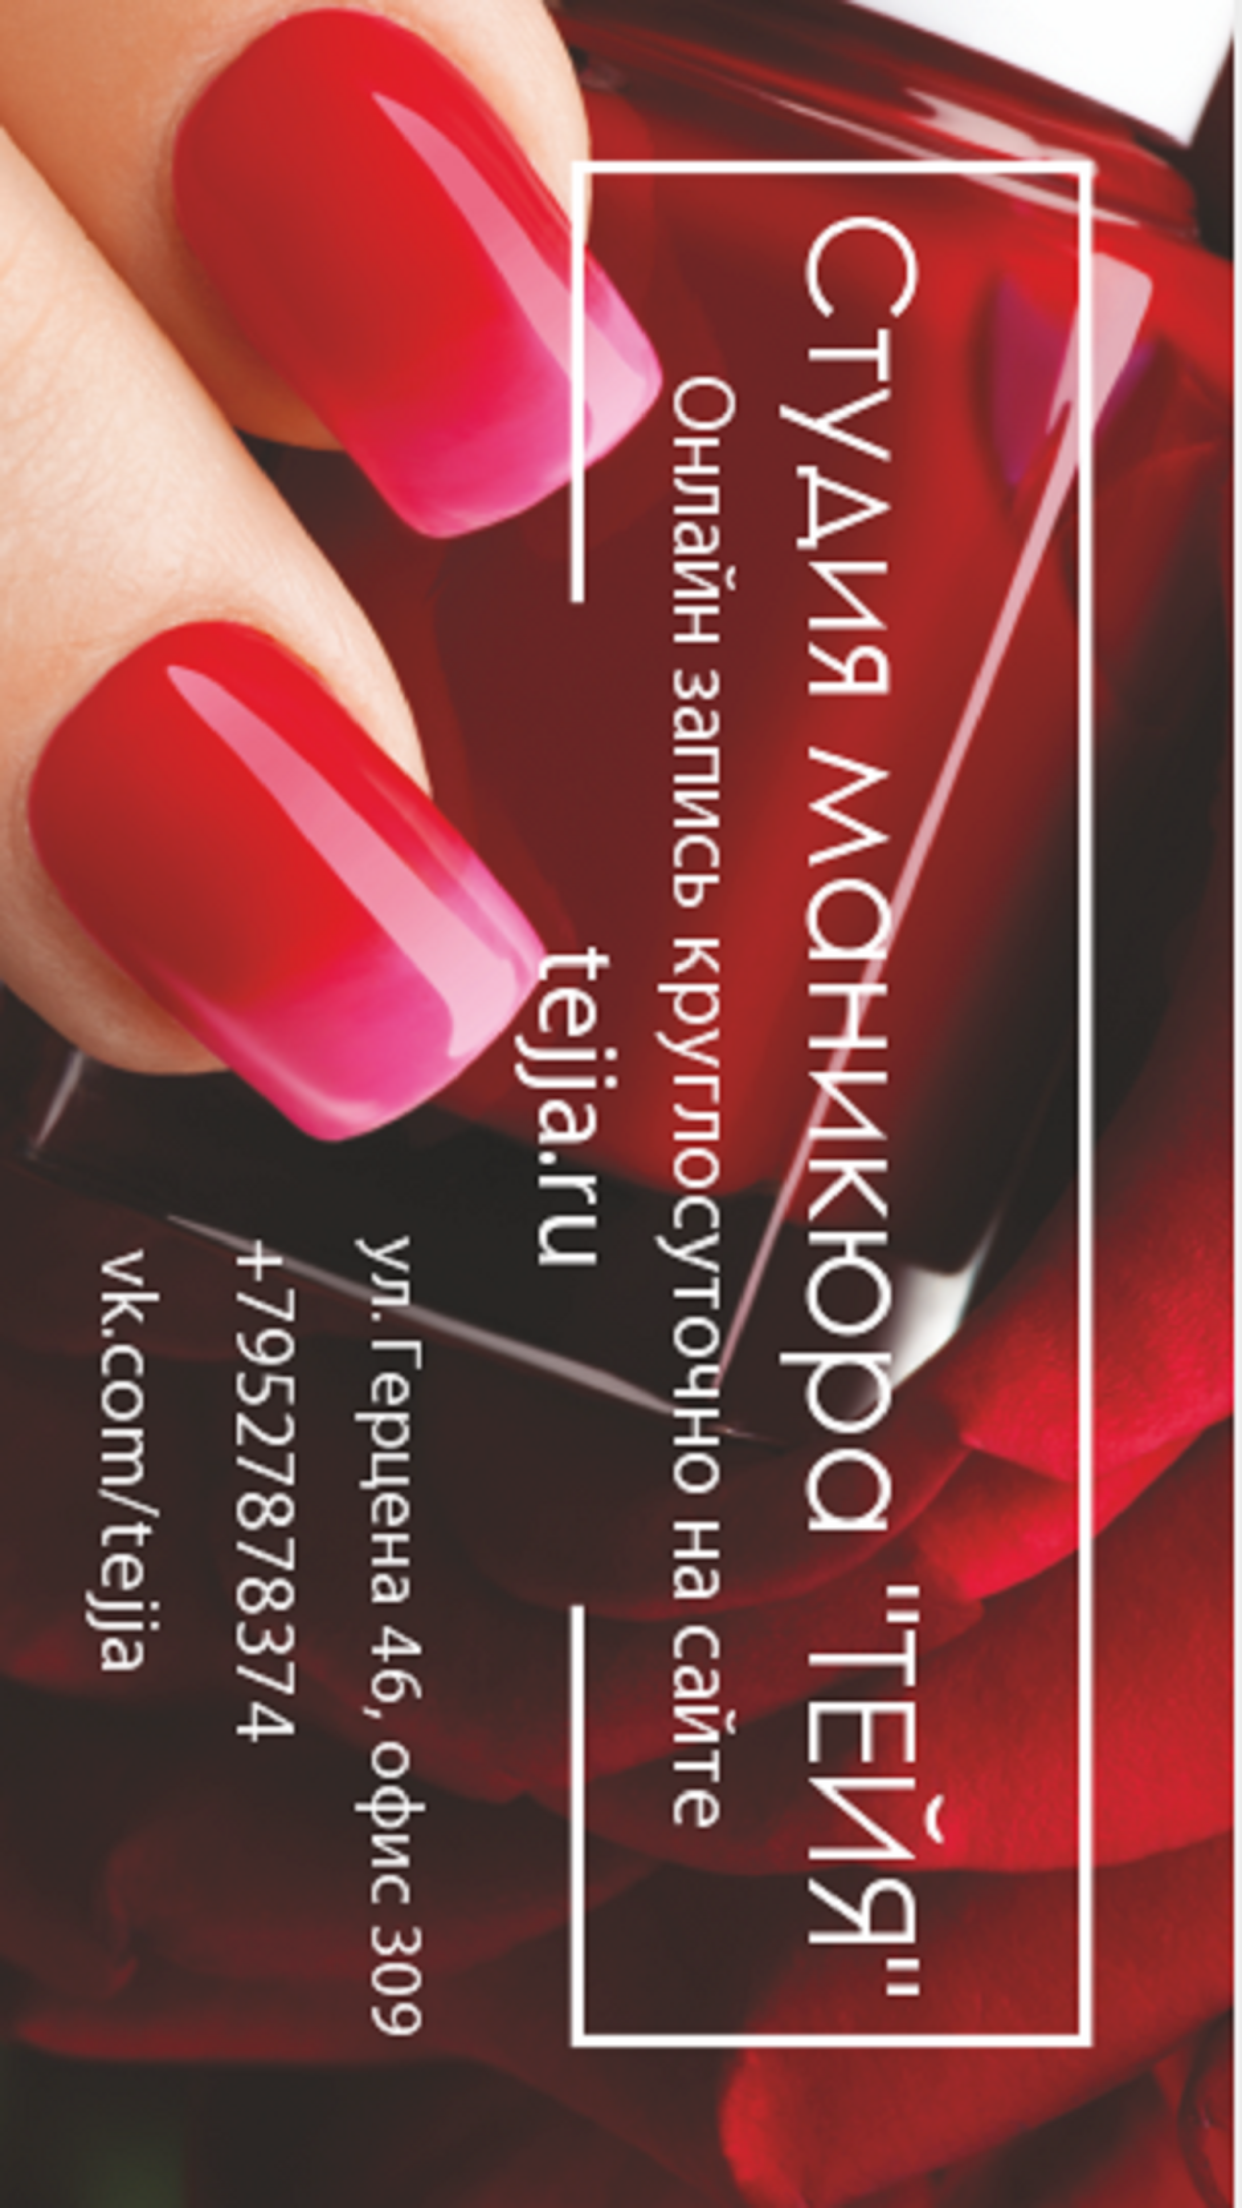 Студия маникюра "ТЕЙЯ"
Онлайн запись круглосуточно на сайте
tejja.ru
ул. Герцена 46, офис 309
+79527878374
vk.com/tejja